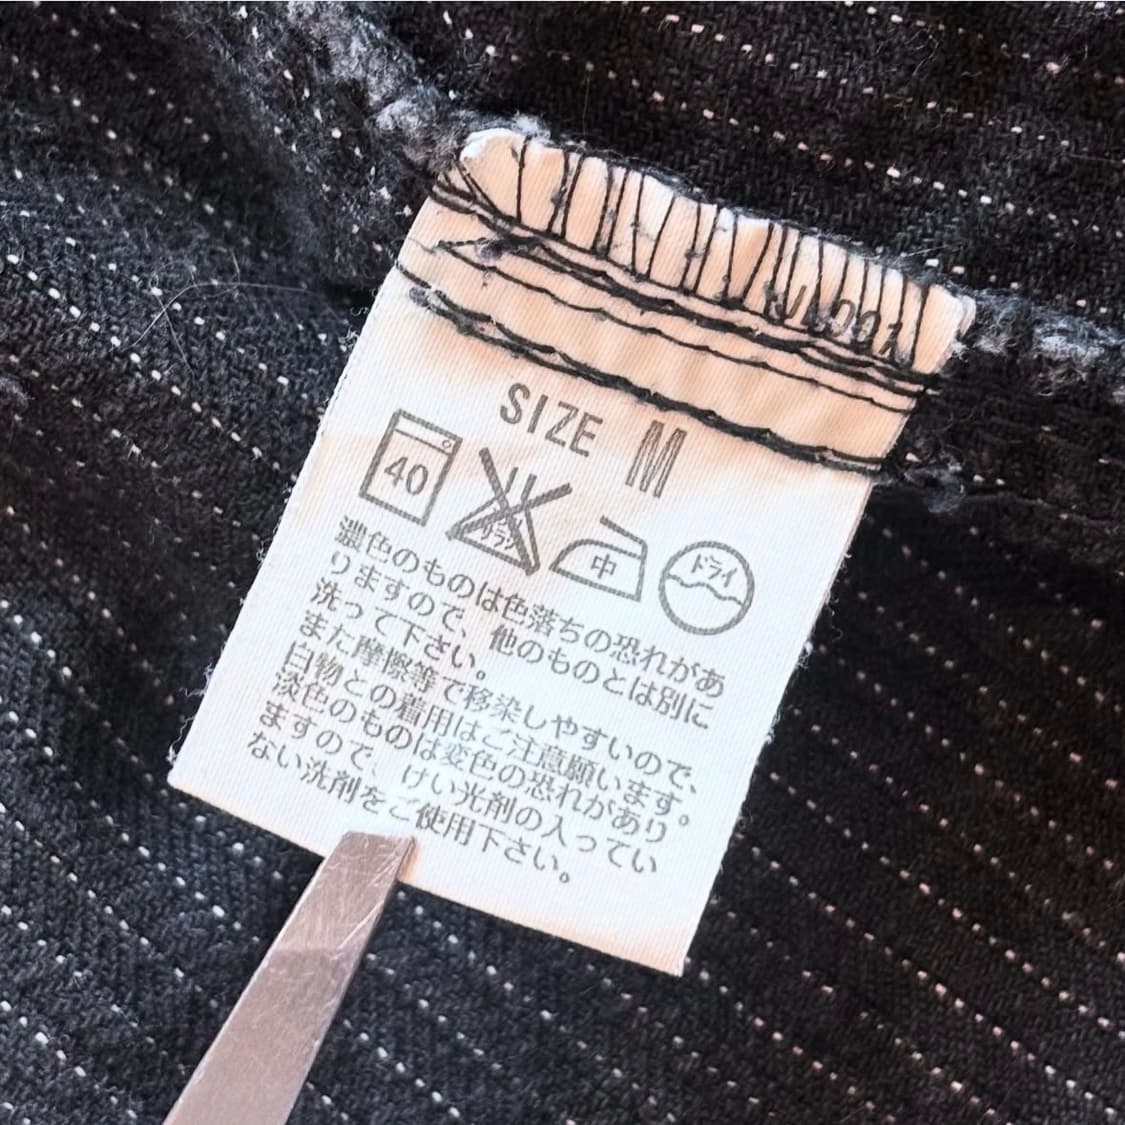 SIZE M
40
中
ドライ
濃色のものは色落ちの恐れがあ
りますので、他のものとは別に
洗って下さい。
また摩擦等で移染しやすいので、
白物との着用はご注意願います。
淡色のものは変色の恐れがあり
ますので、けい光剤の入ってい
ない洗剤をご使用下さい。